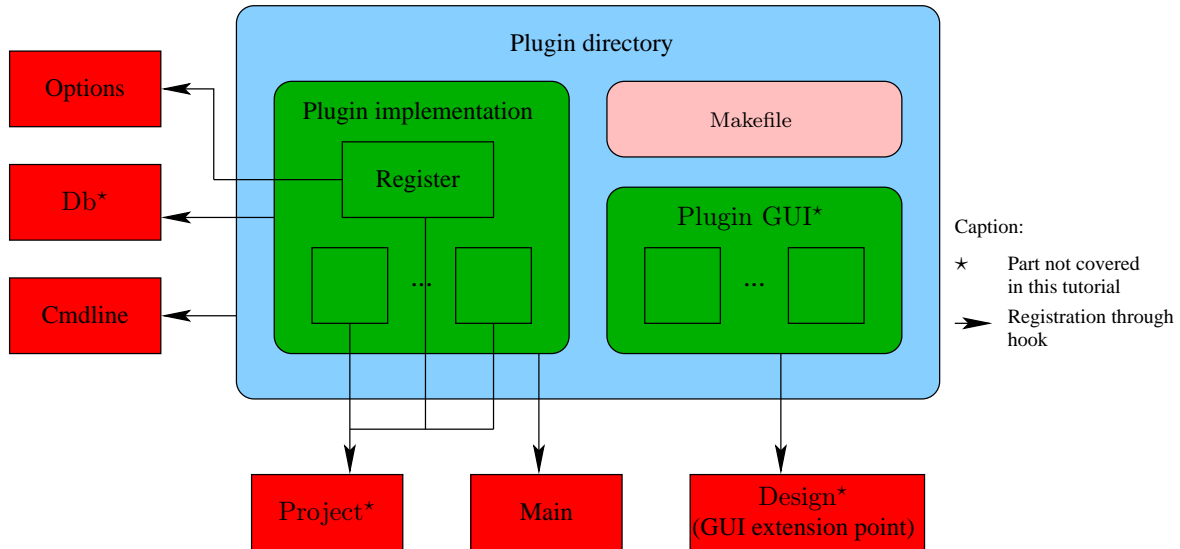 Plugin directory
Options
Plugin implementation
Makefile
Register
Db⋆
Plugin GUI⋆
Caption:
... ...
⋆ Part not covered
in this tutorial
Cmdline
Registration through
hook
Project⋆
Main
Design⋆
(GUI extension point)